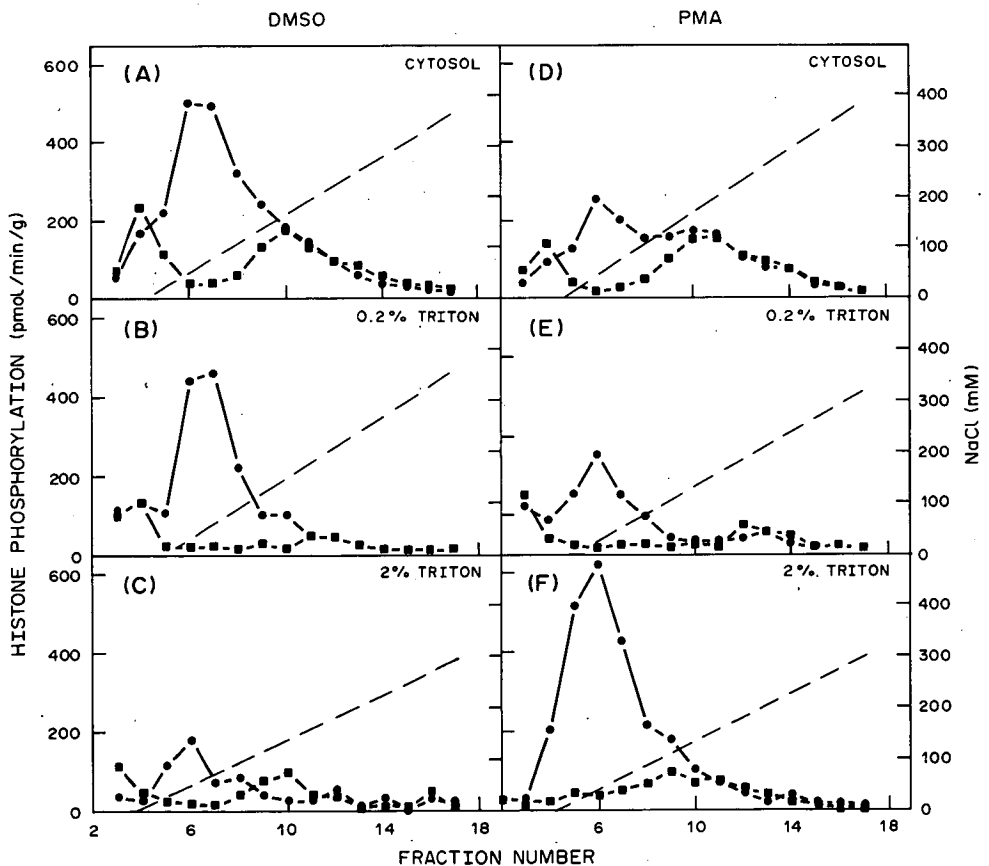 DMSO
PMA
HISTONE PHOSPHORYLATION (pmol/min/g)
(A)
CYTOSOL
600
400
200
0
(D)
CYTOSOL
400
300
200
100
0
(B)
0.2% TRITON
600
400
200
0
(E)
0.2% TRITON
400
300
200
100
0
(C)
2% TRITON
600
400
200
0
2
6
10
14
18
(F)
2%. TRITON
400
300
200
100
0
6
10
14
18
NaCl (mM)
FRACTION NUMBER